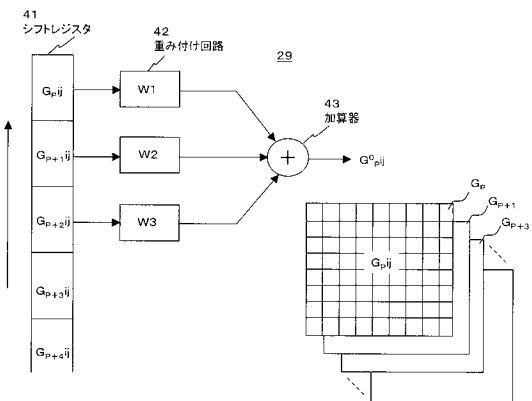 41
シフトレジスタ
42
重み付け回路
29
43
加算器
Gpij
W1
Gp+1ij
W2
G⁰pij
Gp+2ij
W3
Gp+3ij
Gp+4ij
Gp
Gp+1
Gp+3
Gpij